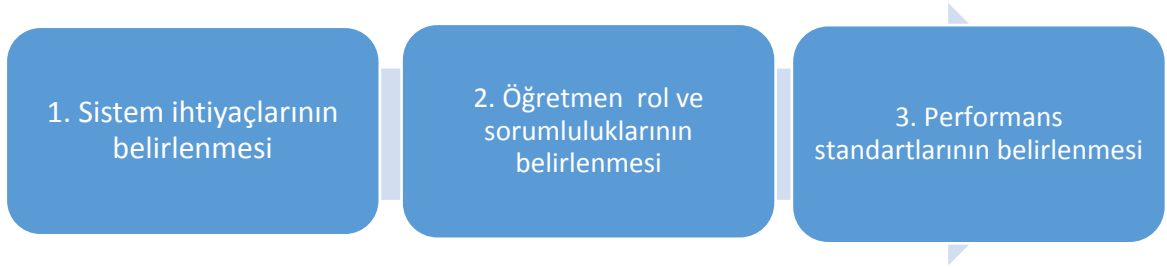 1. Sistem ihtiyaçlarının
belirlenmesi
2. Öğretmen rol ve
sorumluluklarının
belirlenmesi
3. Performans
standartlarının belirlenmesi